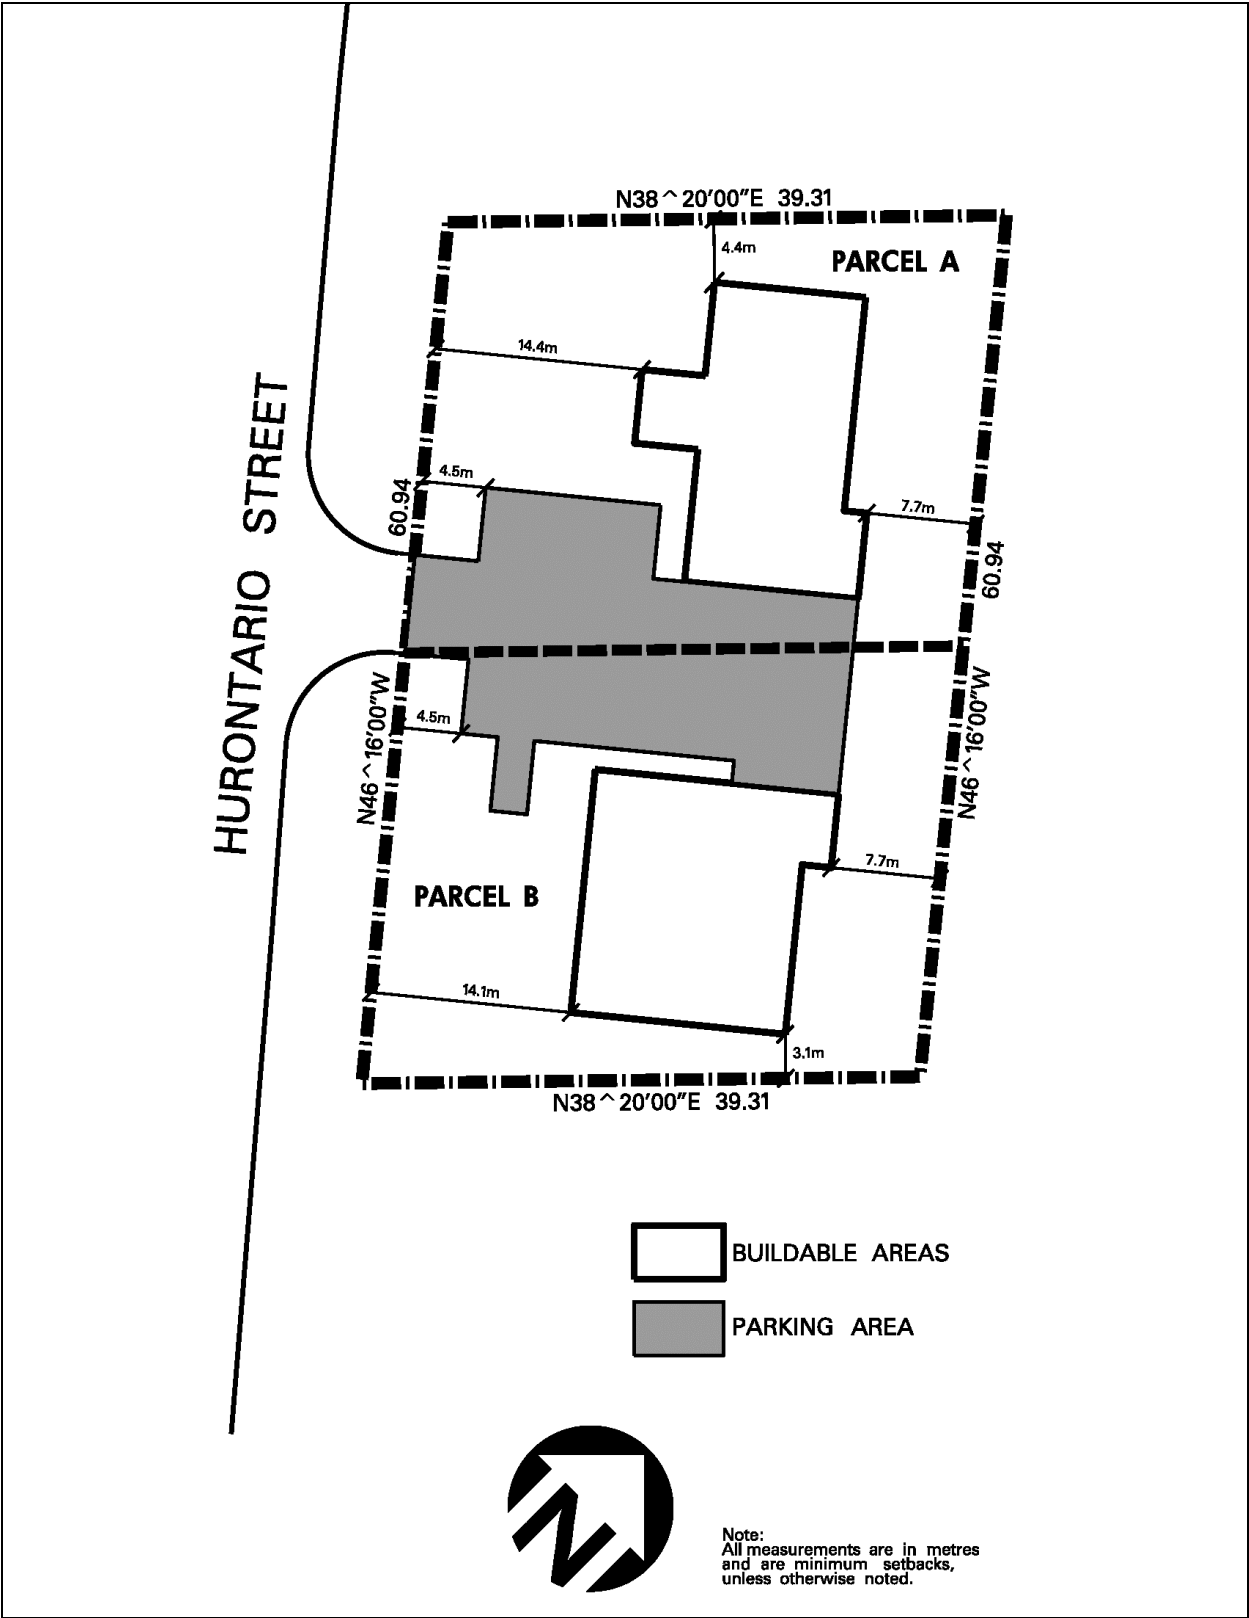 N38^20'00"E 39.31
4.4m
PARCEL A
14.4m
HURONTARIO STREET
4.5m
60.94
7.7m
60.94
N46^16'00"W
4.5m
N46^16'00"W
7.7m
PARCEL B
14.1m
3.1m
N38^20'00"E 39.31
BUILDABLE AREAS
PARKING AREA
N
Note:
All measurements are in metres
and are minimum setbacks,
unless otherwise noted.